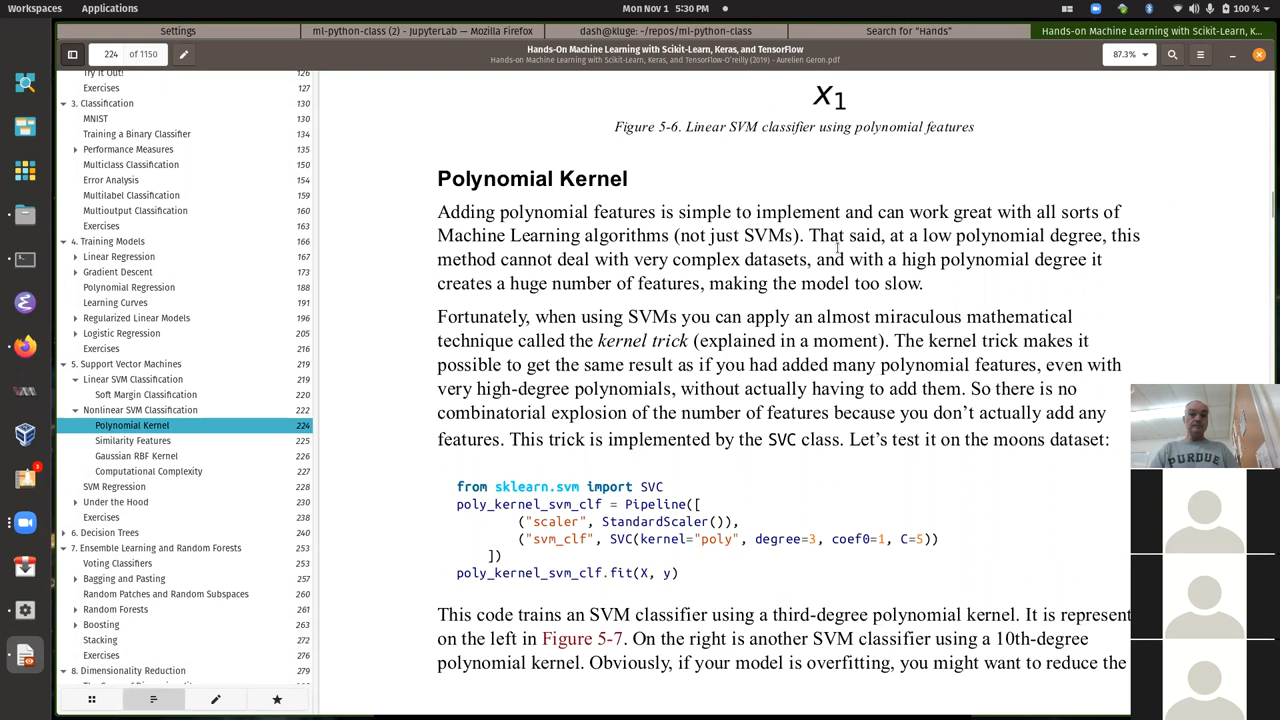 Workspaces Applications Mon Nov 1 5:30 PM 100 %
Settings ml-python-class (2) - JupyterLab — Mozilla Firefox dash@kluge: ~/repos/ml-python-class Search for "Hands" Hands-On Machine Learning with Scikit-Learn, K...
224 of 1150
Hands-On Machine Learning with Scikit-Learn, Keras, and TensorFlow
Hands-on Machine Learning with Scikit-Learn, Keras, and TensorFlow-O'reilly (2019) - Aurelien Geron.pdf
87.3%
Try It Out! 126
Exercises 127
3. Classification 130
MNIST 130
Training a Binary Classifier 134
Performance Measures 135
Multiclass Classification 150
Error Analysis 154
Multilabel Classification 159
Multioutput Classification 160
Exercises 163
4. Training Models 166
Linear Regression 167
Gradient Descent 173
Polynomial Regression 188
Learning Curves 191
Regularized Linear Models 196
Logistic Regression 205
Exercises 216
5. Support Vector Machines 219
Linear SVM Classification 219
Soft Margin Classification 220
Nonlinear SVM Classification 222
Polynomial Kernel 224
Similarity Features 225
Gaussian RBF Kernel 226
Computational Complexity 227
SVM Regression 228
Under the Hood 230
Exercises 238
6. Decision Trees 240
7. Ensemble Learning and Random Forests 253
Voting Classifiers 253
Bagging and Pasting 257
Random Patches and Random Subspaces 260
Random Forests 261
Boosting 263
Stacking 272
Exercises 276
8. Dimensionality Reduction 279
x1
Figure 5-6. Linear SVM classifier using polynomial features
Polynomial Kernel
Adding polynomial features is simple to implement and can work great with all sorts of
Machine Learning algorithms (not just SVMs). That said, at a low polynomial degree, this
method cannot deal with very complex datasets, and with a high polynomial degree it
creates a huge number of features, making the model too slow.
Fortunately, when using SVMs you can apply an almost miraculous mathematical
technique called the kernel trick (explained in a moment). The kernel trick makes it
possible to get the same result as if you had added many polynomial features, even with
very high-degree polynomials, without actually having to add them. So there is no
combinatorial explosion of the number of features because you don't actually add any
features. This trick is implemented by the SVC class. Let's test it on the moons dataset:
from sklearn.svm import SVC
poly_kernel_svm_clf = Pipeline([
("scaler", StandardScaler()),
("svm_clf", SVC(kernel="poly", degree=3, coef0=1, C=5))
])
poly_kernel_svm_clf.fit(X, y)
This code trains an SVM classifier using a third-degree polynomial kernel. It is represent
on the left in Figure 5-7. On the right is another SVM classifier using a 10th-degree
polynomial kernel. Obviously, if your model is overfitting, you might want to reduce the
PURDUE
3